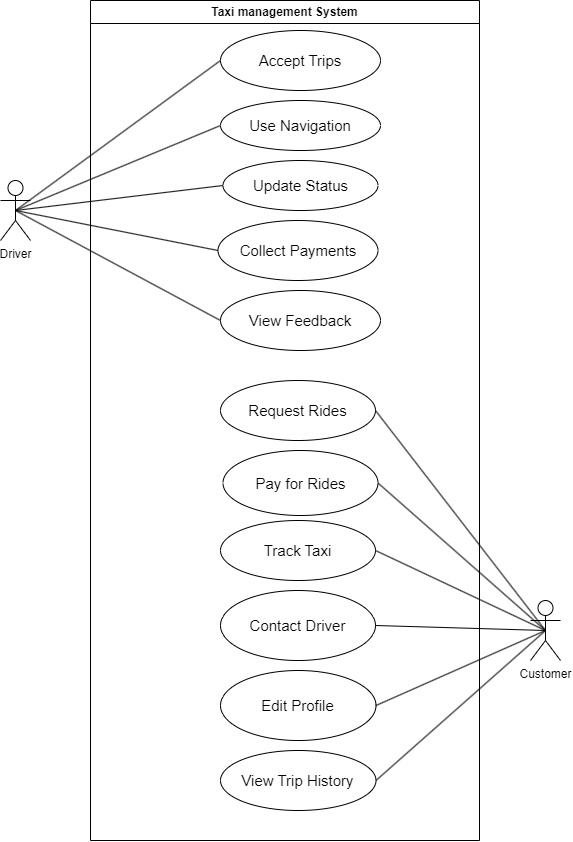 Taxi management System
Accept Trips
Use Navigation
Update Status
Driver
Collect Payments
View Feedback
Request Rides
Pay for Rides
Track Taxi
Contact Driver
Customer
Edit Profile
View Trip History